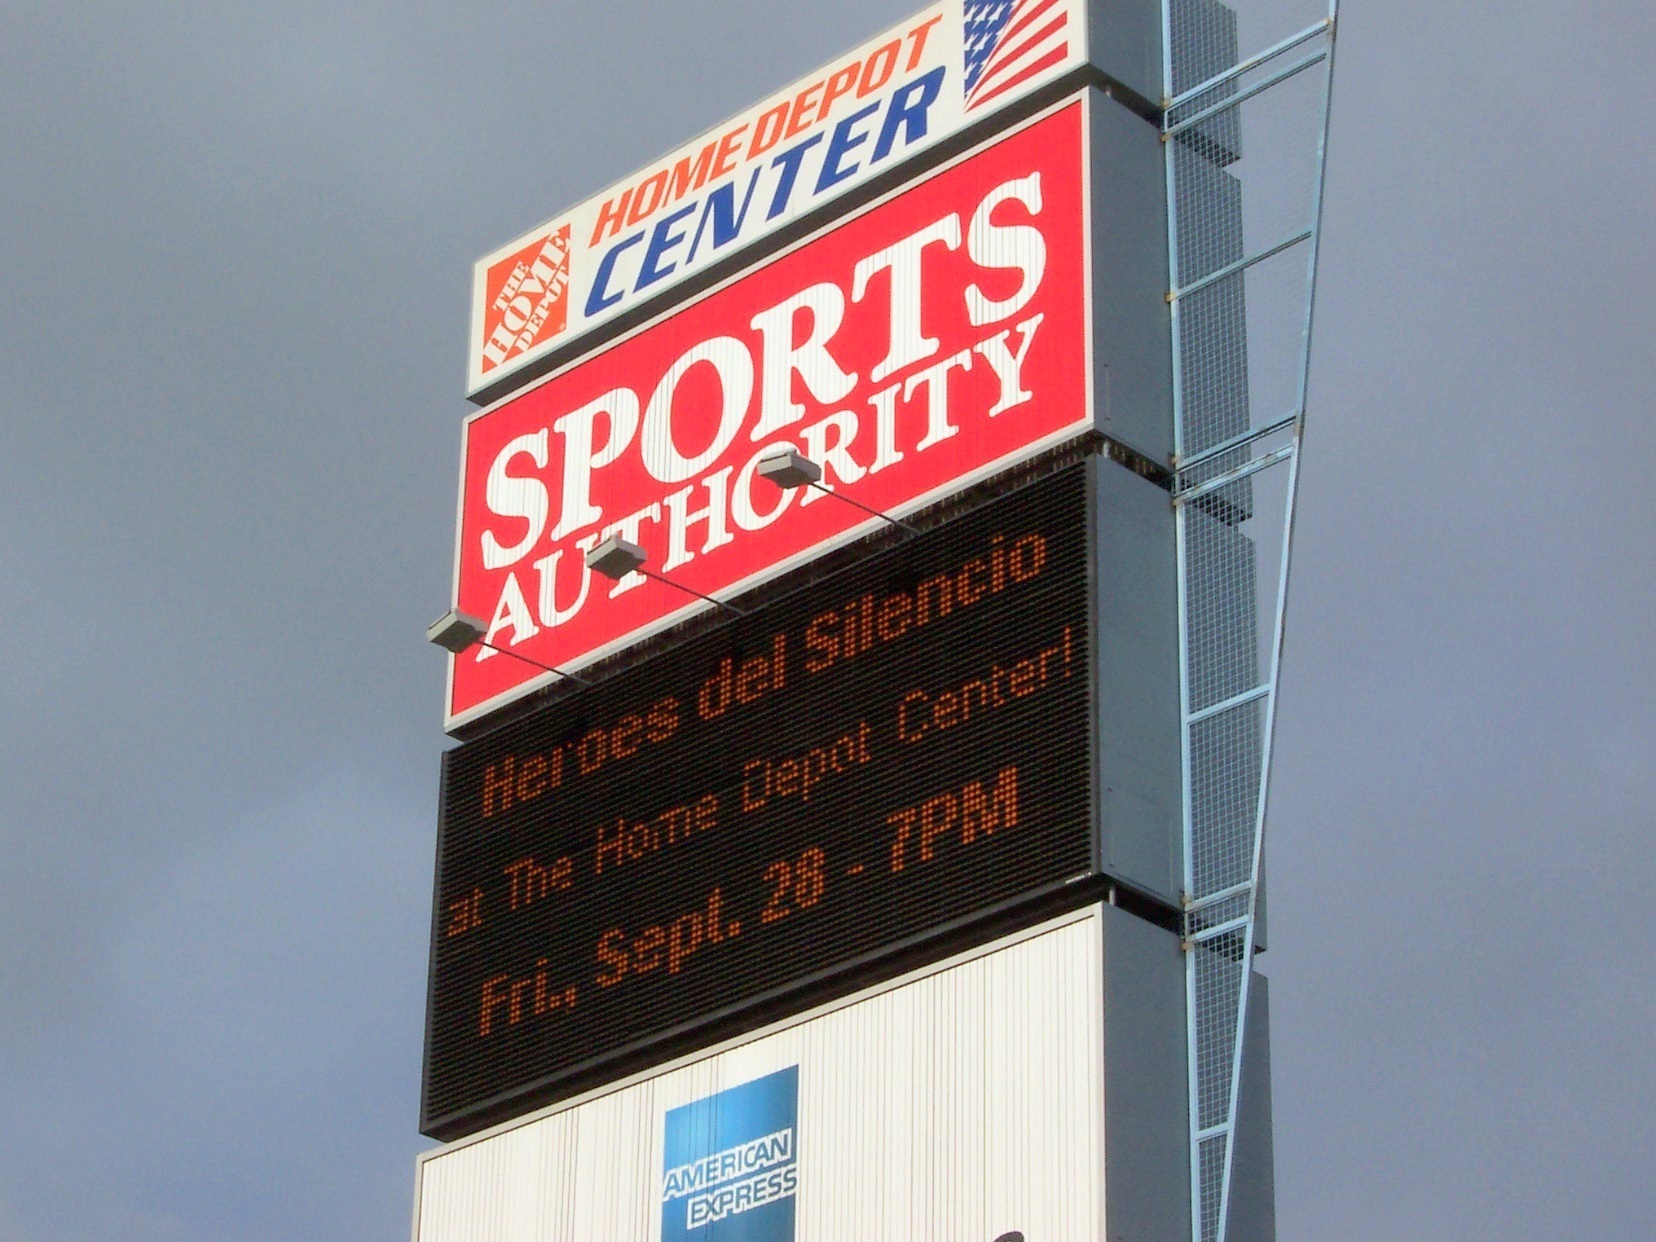 THE
HOME
DEPOT
HOME DEPOT
CENTER
SPORTS
AUTHORITY
Heroes del Silencio
at The Home Depot Center!
Fri., Sept. 28 - 7PM
AMERICAN
EXPRESS